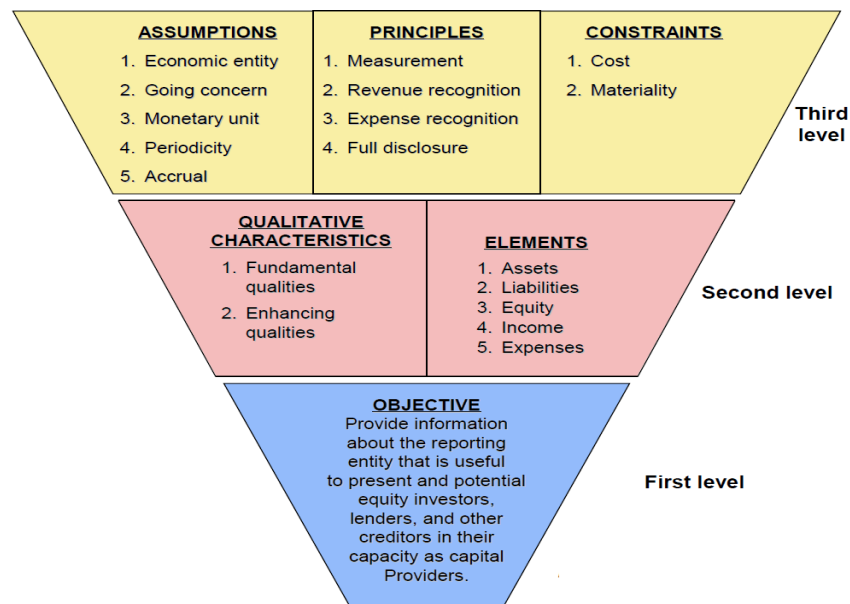 ASSUMPTIONS
1. Economic entity
2. Going concern
3. Monetary unit
4. Periodicity
5. Accrual
PRINCIPLES
1. Measurement
2. Revenue recognition
3. Expense recognition
4. Full disclosure
CONSTRAINTS
1. Cost
2. Materiality
Third
level
QUALITATIVE
CHARACTERISTICS
1. Fundamental
qualities
2. Enhancing
qualities
ELEMENTS
1. Assets
2. Liabilities
3. Equity
4. Income
5. Expenses
Second level
OBJECTIVE
Provide information
about the reporting
entity that is useful
to present and potential
equity investors,
lenders, and other
creditors in their
capacity as capital
Providers.
First level